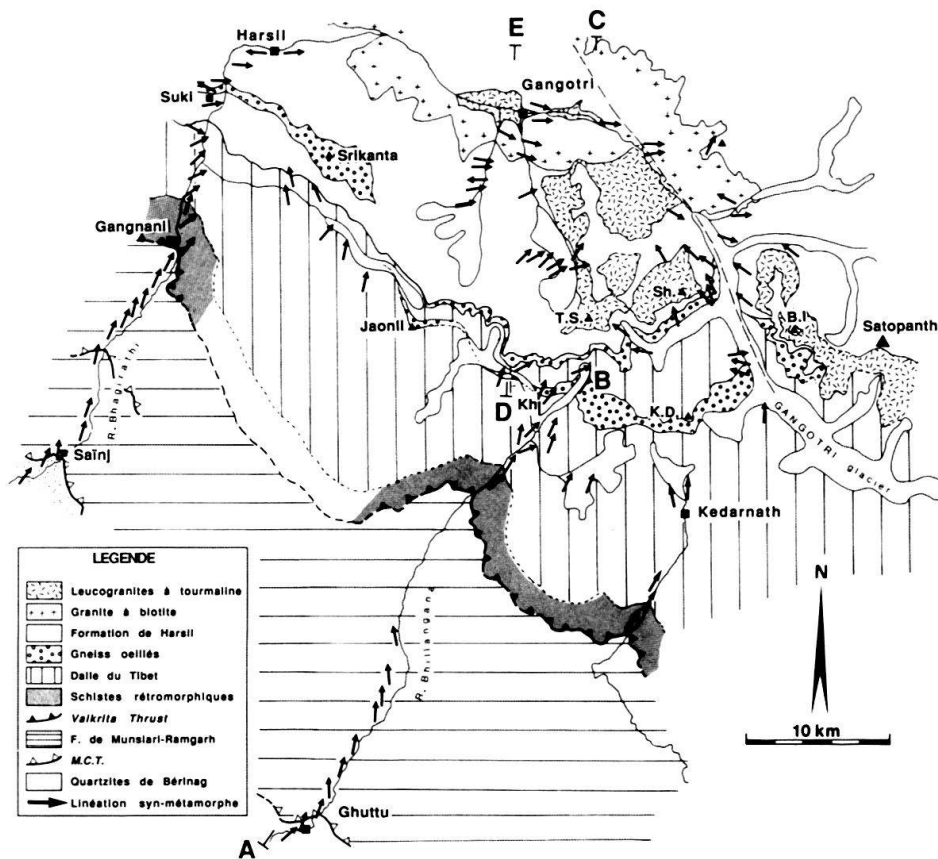 E
C
Harsil
Gangotri
Suki
Srikanta
Gangnani
Jaonli
T.S.
Sh.
B.I
Satopanth
B
D
Kh
K.D.
GANGOTRI glacier
R. Bhagirathi
Saïnj
Kedarnath
R. Bhillangana
N
10 km
LEGENDE
Leucogranites à tourmaline
Granite à biotite
Formation de Harsil
Gneiss oeillés
Dalle du Tibet
Schistes rétromorphiques
Vaikrita Thrust
F. de Munsiari-Ramgarh
M.C.T.
Quartzites de Bérinag
Linéation syn-métamorphe
Ghuttu
A